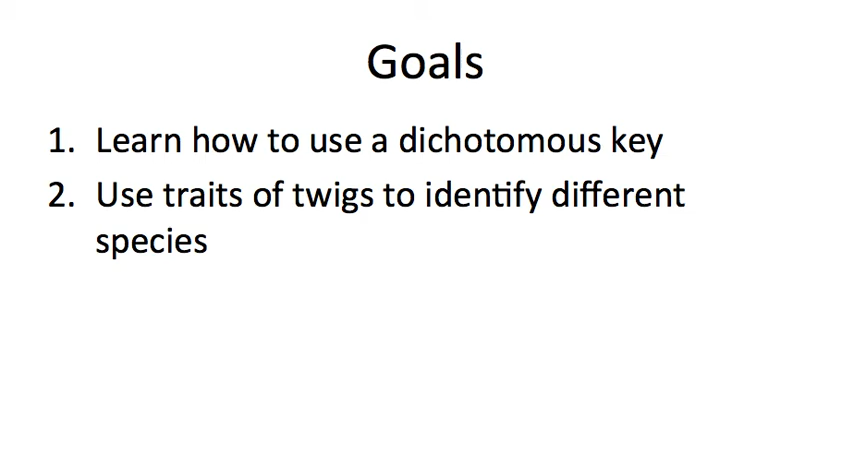 Goals
1. Learn how to use a dichotomous key
2. Use traits of twigs to identify different
species